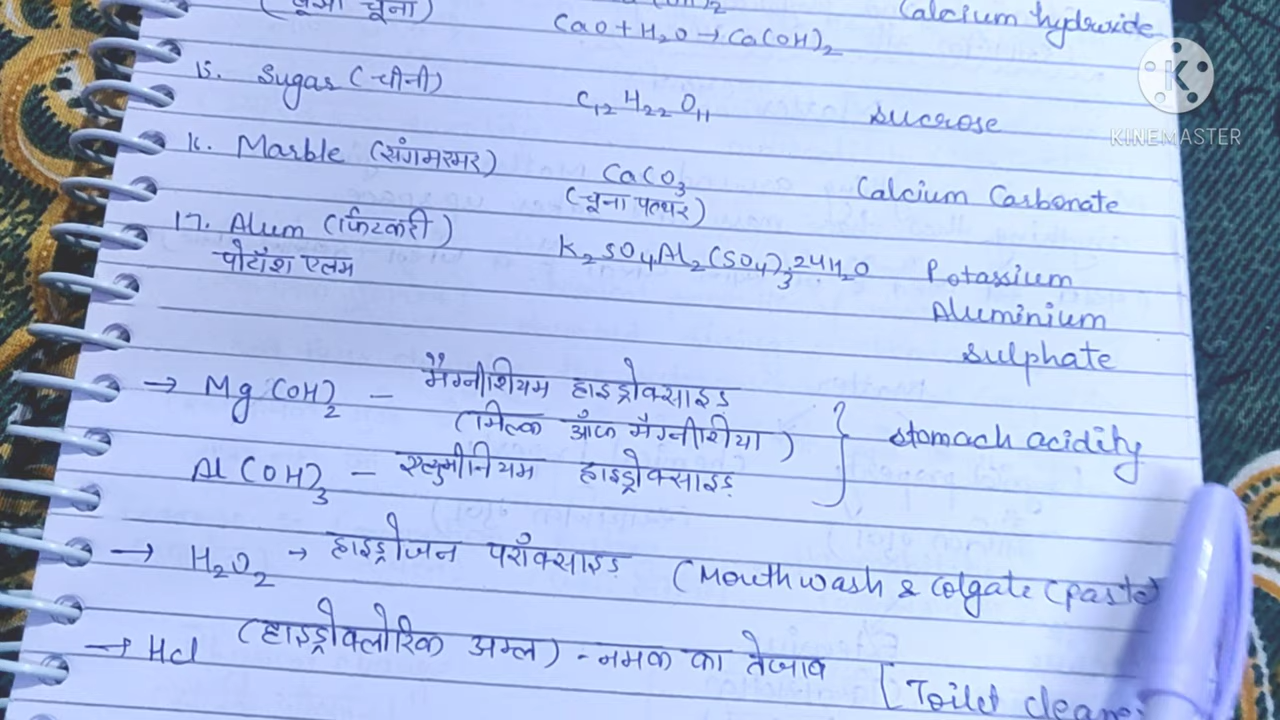 (बुझा चूना) Calcium hydroxide
CaO + H₂O → Ca(OH)₂
15. Sugar (चीनी) C₁₂H₂₂O₁₁ Sucrose
16. Marble (संगमरमर) CaCO₃ Calcium Carbonate
(चूना पत्थर)
17. Alum (फिटकरी) K₂SO₄Al₂(SO₄)₃24H₂O Potassium
पोटॉश एलम Aluminium
Sulphate
→ Mg(OH)₂ – मैग्नीशियम हाइड्रोक्साइड
(मिल्क ऑफ मैग्नीशिया) } stomach acidity
Al(OH)₃ – एल्युमीनियम हाइड्रोक्साइड
→ H₂O₂ → हाइड्रोजन परॉक्साइड (Mouthwash & Colgate (paste)
→ Hcl (हाइड्रोक्लोरिक अम्ल) - नमक का तेजाब [Toilet cleaner
KINEMASTER